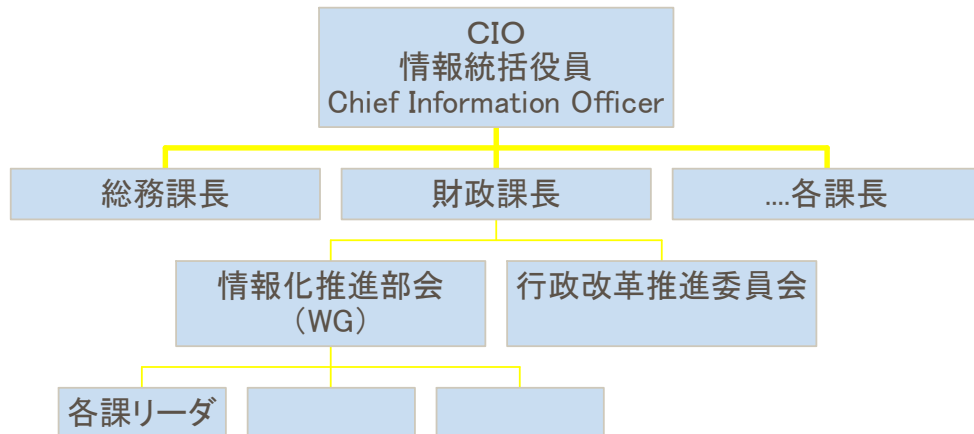 CIO
情報統括役員
Chief Information Officer
総務課長
財政課長
....各課長
情報化推進部会
（WG）
行政改革推進委員会
各課リーダ